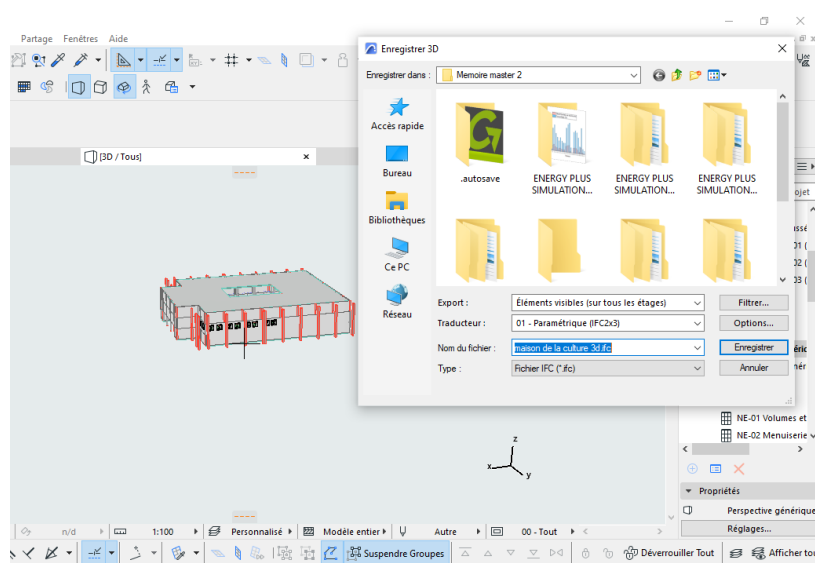 Partage Fenêtres Aide
[3D / Tous]
Enregistrer 3D
Enregistrer dans :
Memoire master 2
Accès rapide
Bureau
Bibliothèques
Ce PC
Réseau
.autosave
ENERGY PLUS SIMULATION...
ENERGY PLUS SIMULATION...
ENERGY PLUS SIMULATION...
Export :
Éléments visibles (sur tous les étages)
Filtrer...
Traducteur :
01 - Paramétrique (IFC2x3)
Options...
Nom du fichier :
maison de la culture 3d.ifc
Enregistrer
Type :
Fichier IFC (*.ifc)
Annuler
z
x
y
NE-01 Volumes et
NE-02 Menuiserie
Propriétés
Perspective générique
Réglages...
n/d
1:100
Personnalisé
Modèle entier
Autre
00 - Tout
Suspendre Groupes
Déverrouiller Tout
Afficher tou